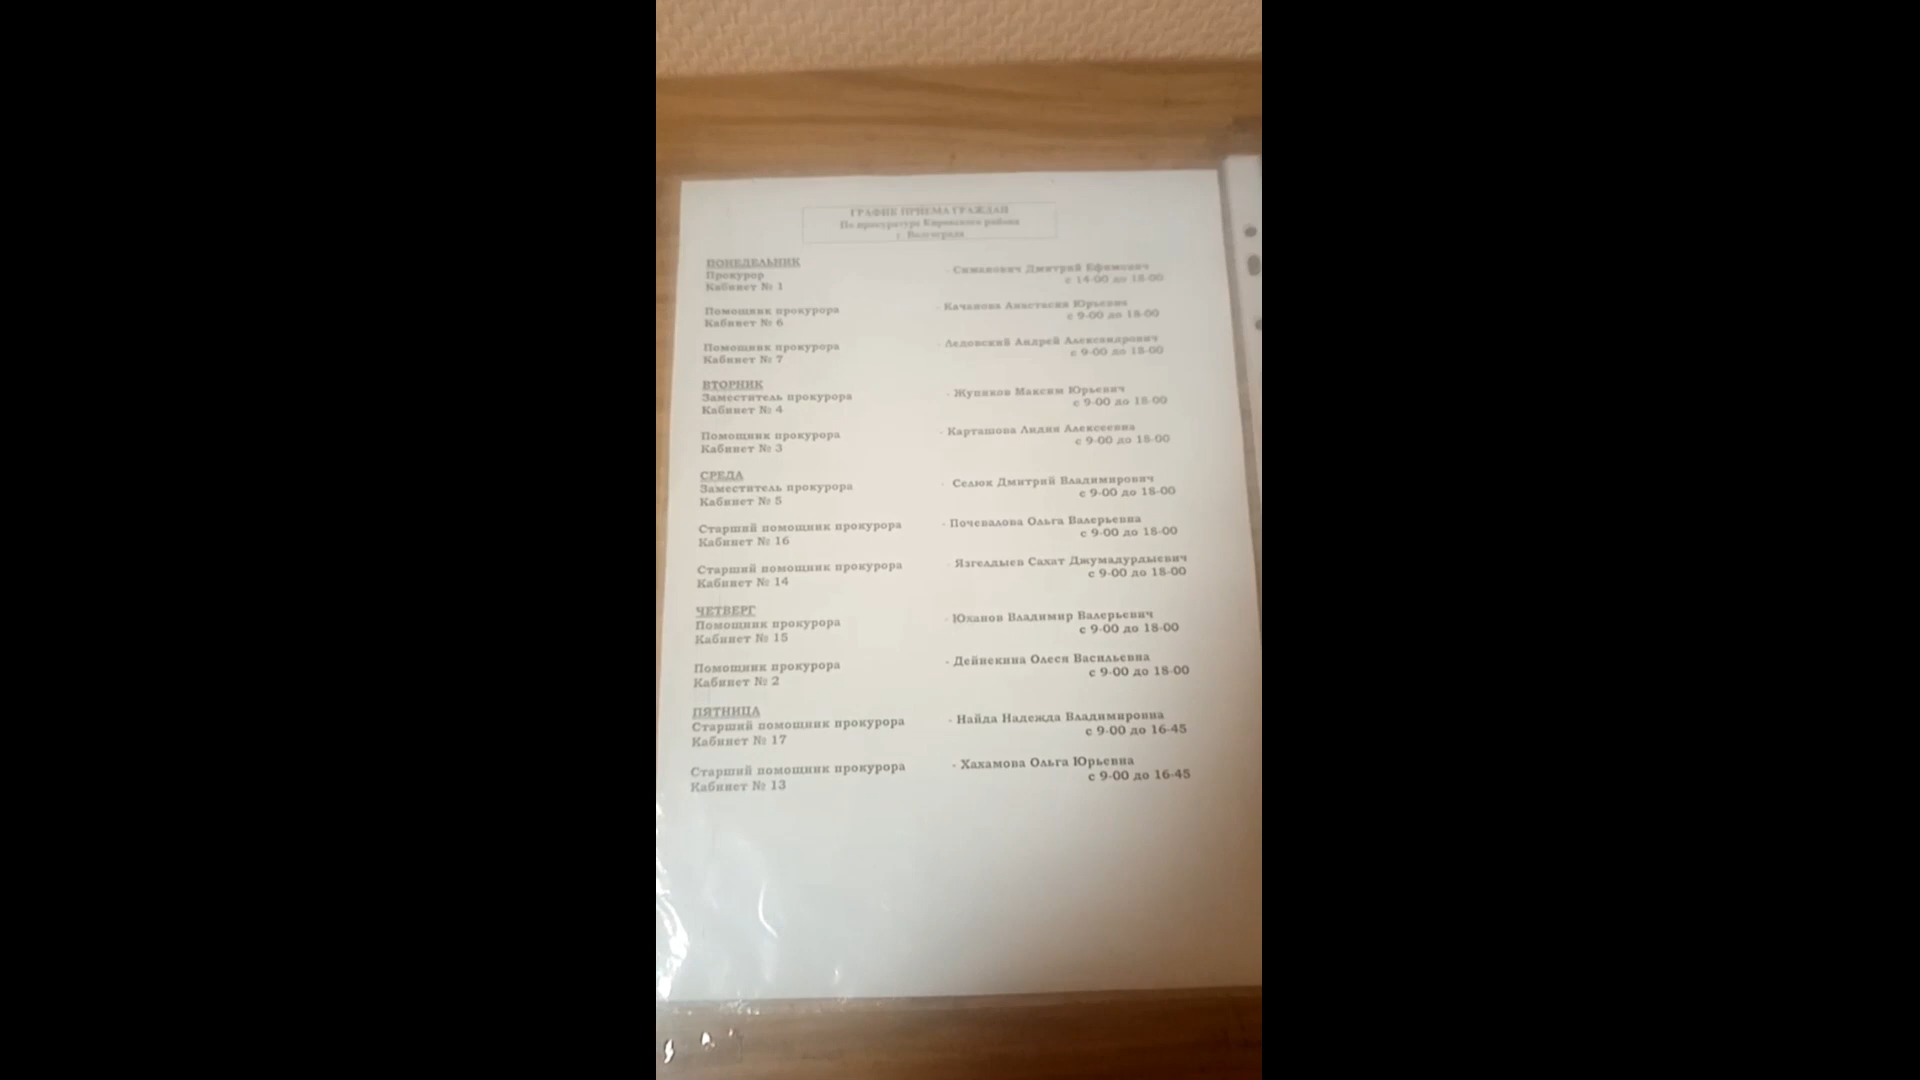 ГРАФИК ПРИЕМА ГРАЖДАН
По прокуратуре Кировского района
г. Волгограда
ПОНЕДЕЛЬНИК
Прокурор - Симанович Дмитрий Ефимович
Кабинет № 1 с 14-00 до 18-00
Помощник прокурора - Качанова Анастасия Юрьевна
Кабинет № 6 с 9-00 до 18-00
Помощник прокурора - Ледовский Андрей Александрович
Кабинет № 7 с 9-00 до 18-00
ВТОРНИК
Заместитель прокурора - Жупиков Максим Юрьевич
Кабинет № 4 с 9-00 до 18-00
Помощник прокурора - Карташова Лидия Алексеевна
Кабинет № 3 с 9-00 до 18-00
СРЕДА
Заместитель прокурора - Селюк Дмитрий Владимирович
Кабинет № 5 с 9-00 до 18-00
Старший помощник прокурора - Почевалова Ольга Валерьевна
Кабинет № 16 с 9-00 до 18-00
Старший помощник прокурора - Язгелдыев Сахат Джумадурдыевич
Кабинет № 14 с 9-00 до 18-00
ЧЕТВЕРГ
Помощник прокурора - Юханов Владимир Валерьевич
Кабинет № 15 с 9-00 до 18-00
Помощник прокурора - Дейнекина Олеся Васильевна
Кабинет № 2 с 9-00 до 18-00
ПЯТНИЦА
Старший помощник прокурора - Найда Надежда Владимировна
Кабинет № 17 с 9-00 до 16-45
Старший помощник прокурора - Хахамова Ольга Юрьевна
Кабинет № 13 с 9-00 до 16-45